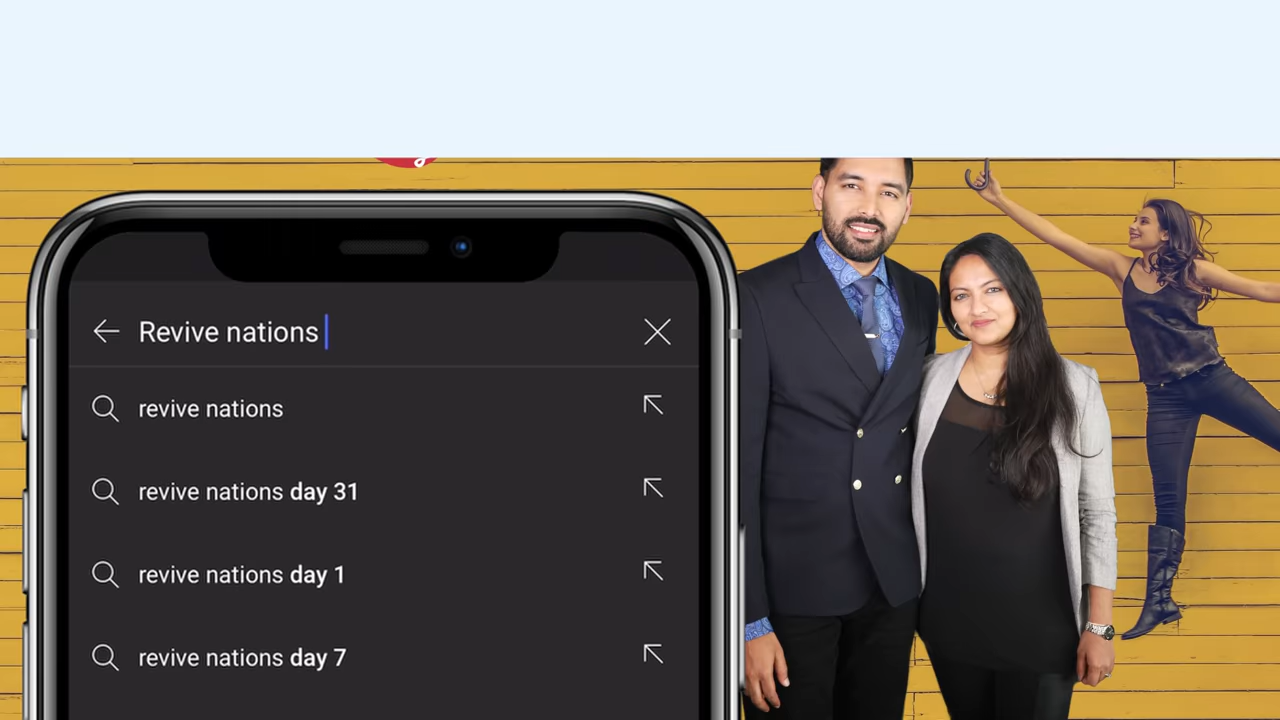 Revive nations
revive nations
revive nations day 31
revive nations day 1
revive nations day 7